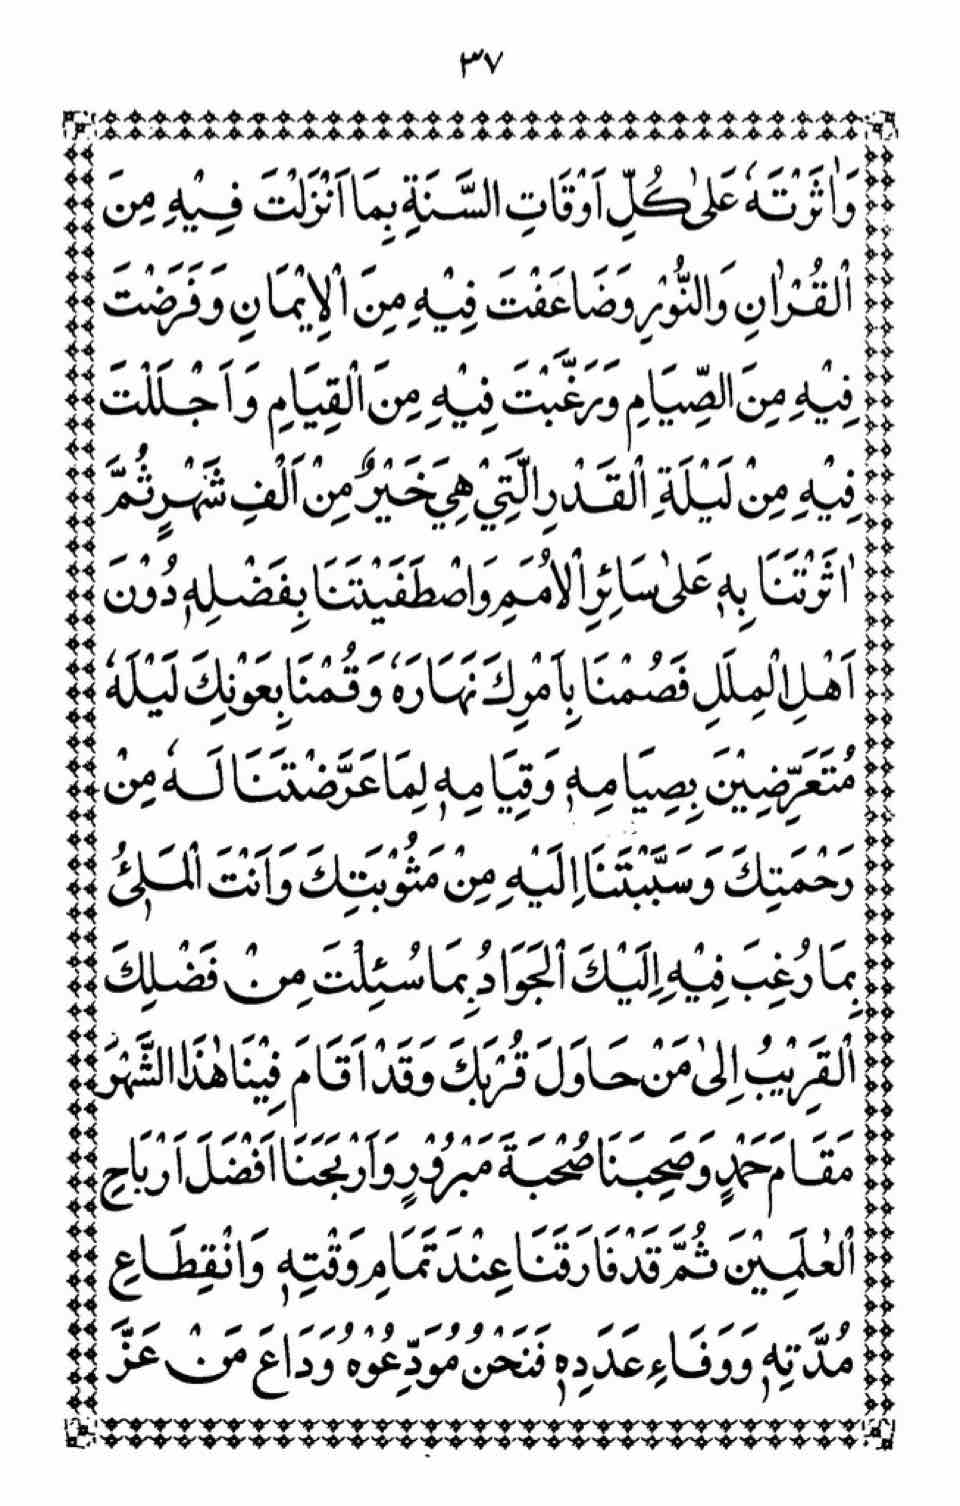 ٣٧
وَاٰثَرْتَهٗ عَلٰى كُلِّ اَوْقَاتِ السَّنَةِ بِمَا اَنْزَلْتَ فِيْهِ مِنَ
الْقُرْاٰنِ وَالنُّوْرِ وَضَاعَفْتَ فِيْهِ مِنَ الْاِيْمَانِ وَفَرَضْتَ
فِيْهِ مِنَ الصِّيَامِ وَرَغَّبْتَ فِيْهِ مِنَ الْقِيَامِ وَاَجْلَلْتَ
فِيْهِ مِنْ لَيْلَةِ الْقَدْرِ الَّتِيْ هِيَ خَيْرٌ مِنْ اَلْفِ شَهْرٍ ثُمَّ
اٰثَرْتَنَا بِهٖ عَلٰى سَائِرِ الْاُمَمِ وَاصْطَفَيْتَنَا بِفَضْلِهٖ دُوْنَ
اَهْلِ الْمِلَلِ فَصُمْنَا بِاَمْرِكَ نَهَارَهٗ وَقُمْنَا بِعَوْنِكَ لَيْلَهٗ
مُتَعَرِّضِيْنَ بِصِيَامِهٖ وَقِيَامِهٖ لِمَا عَرَّضْتَنَا لَهٗ مِنْ
رَحْمَتِكَ وَسَبَّبْتَنَا اِلَيْهِ مِنْ مَثُوْبَتِكَ وَاَنْتَ الْمَلِئُ
بِمَا رُغِبَ فِيْهِ اِلَيْكَ الْجَوَادُ بِمَا سُئِلْتَ مِنْ فَضْلِكَ
الْقَرِيْبُ اِلٰى مَنْ حَاوَلَ قُرْبَكَ وَقَدْ اَقَامَ فِيْنَا هٰذَا الشَّهْرُ
مَقَامَ حَمْدٍ وَصَحِبَنَا صُحْبَةَ مَبْرُوْرٍ وَاَرْبَحَنَا اَفْضَلَ اَرْبَاحِ
الْعٰلَمِيْنَ ثُمَّ قَدْ فَارَقَنَا عِنْدَ تَمَامِ وَقْتِهٖ وَانْقِطَاعِ
مُدَّتِهٖ وَوَفَاءِ عَدَدِهٖ فَنَحْنُ مُوَدِّعُوْهُ وَدَاعَ مَنْ عَزَّ